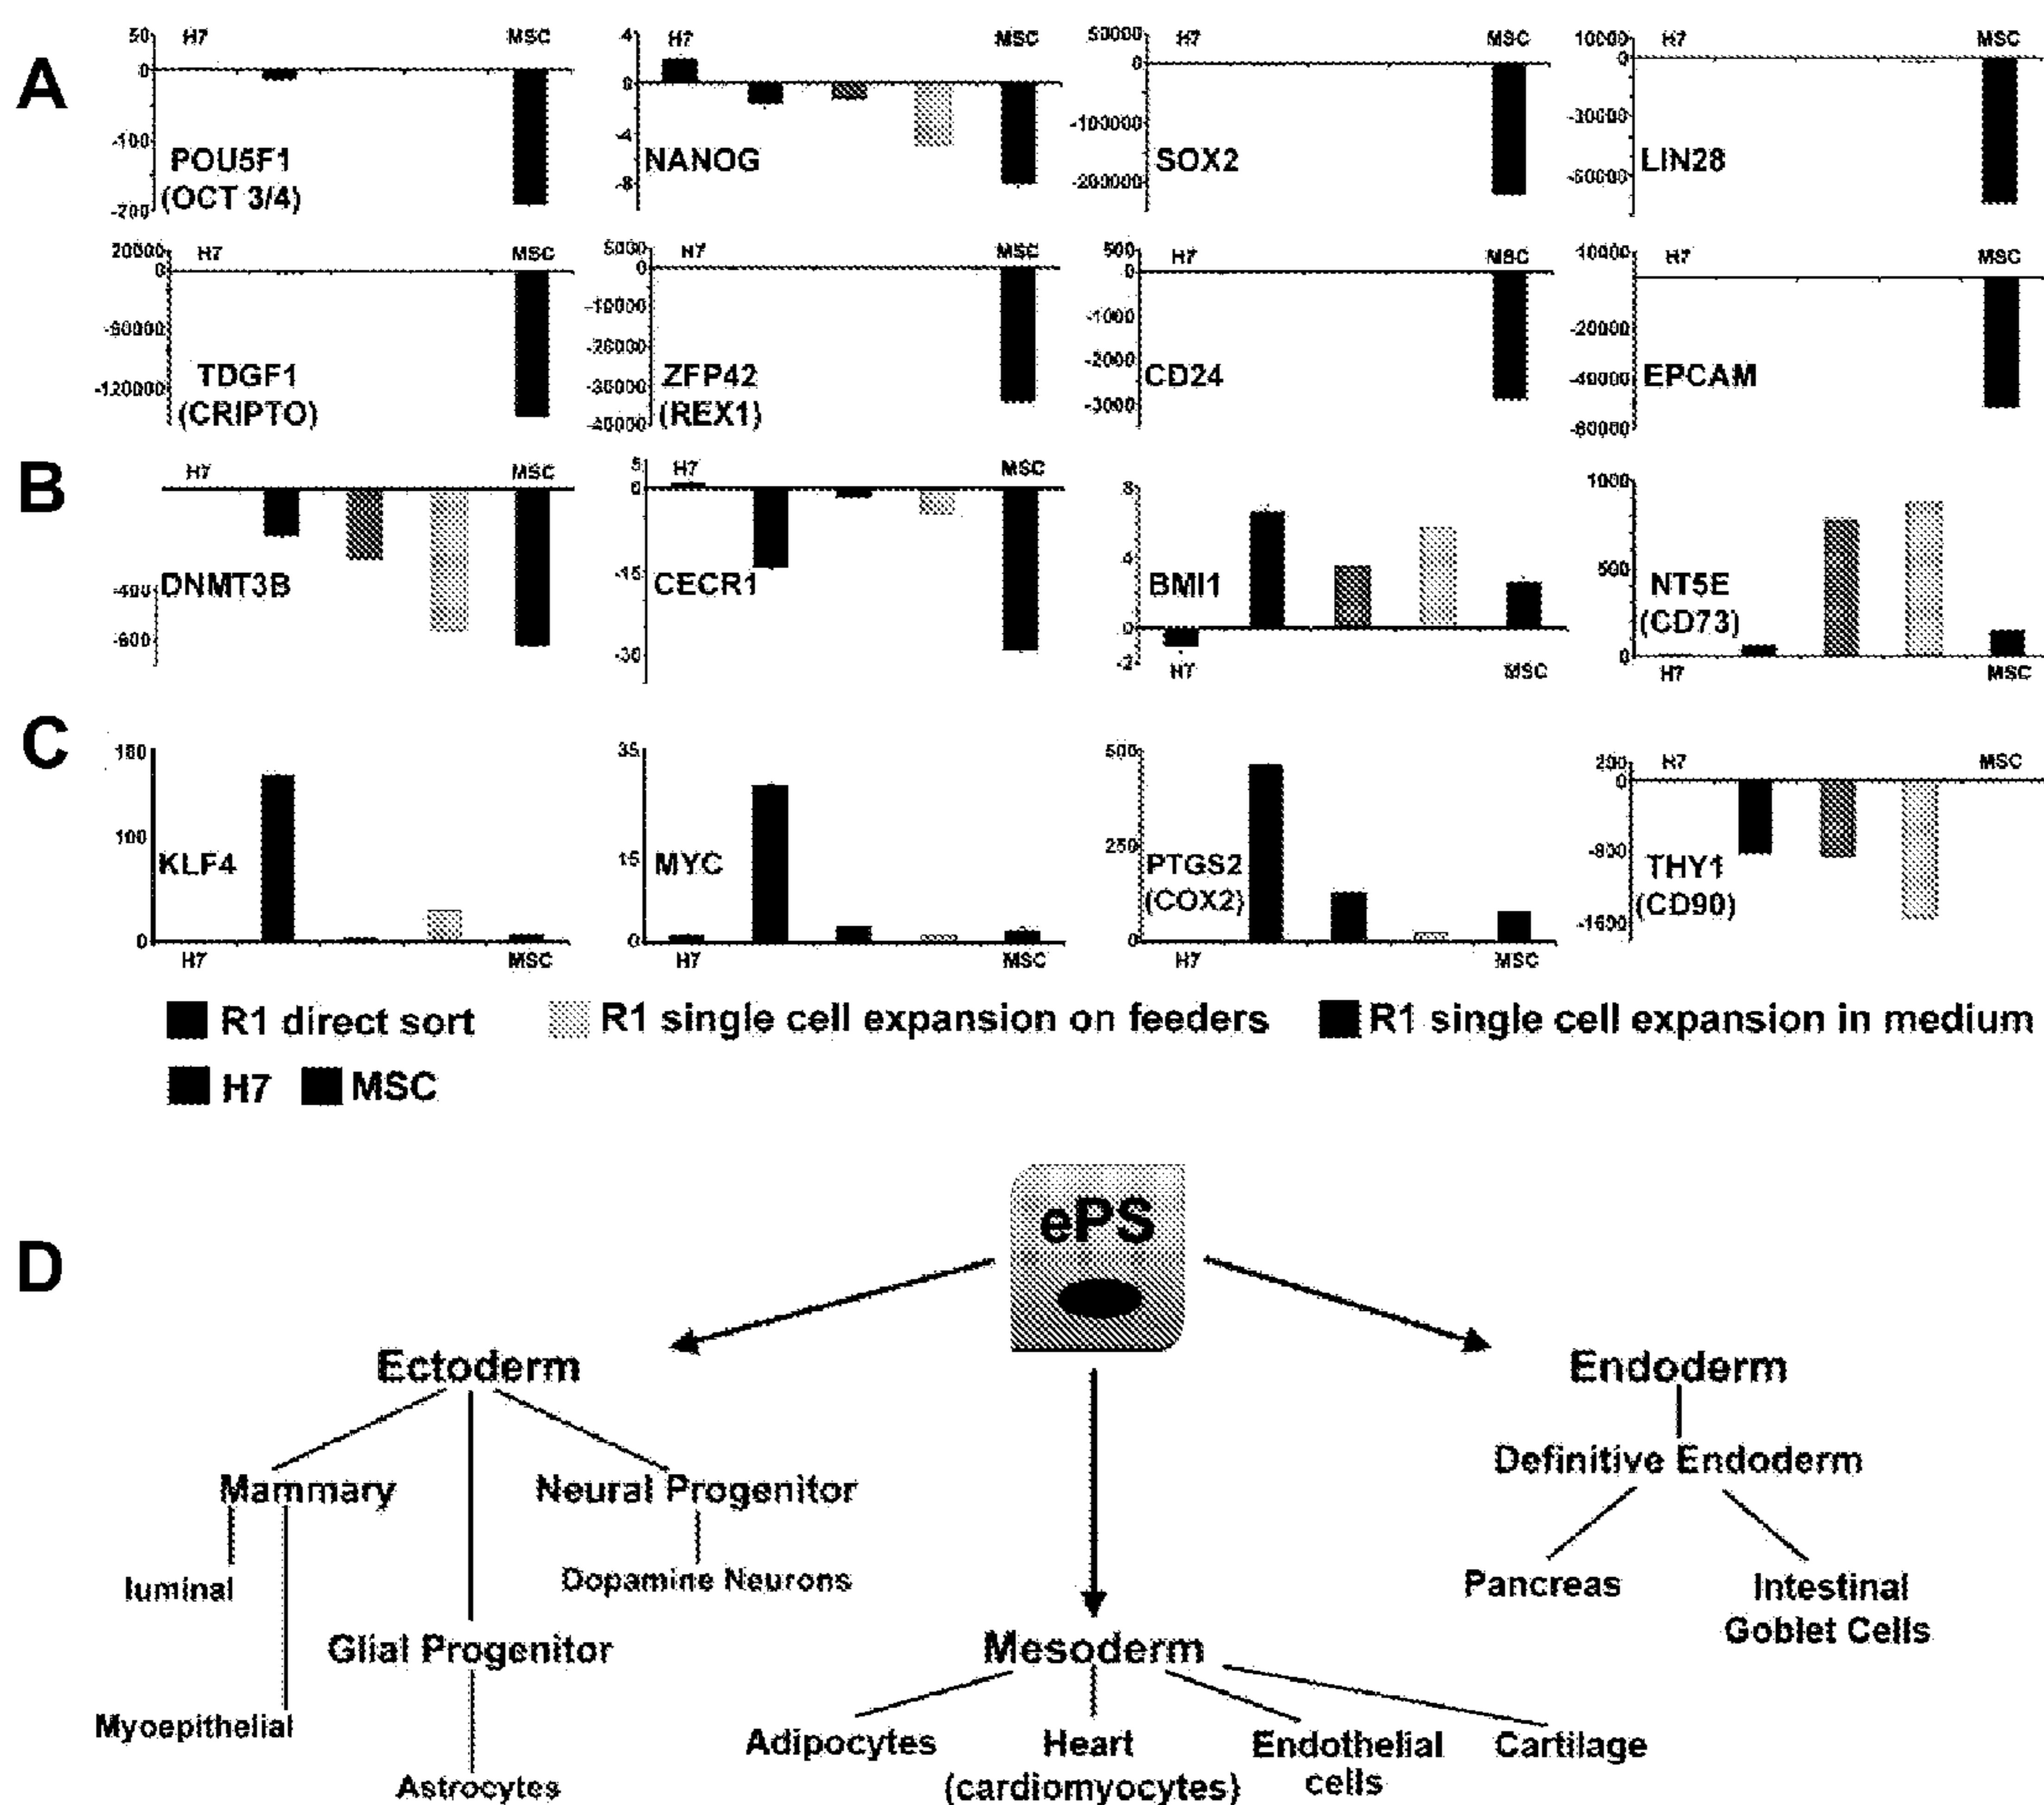 A
50
H7
MSC
0
-100
-200
POU5F1
(OCT 3/4)
4
H7
MSC
0
-4
-8
NANOG
50000
H7
MSC
0
-100000
-200000
SOX2
10000
H7
MSC
0
-30000
LIN28
20000
H7
MSC
0
-120000
TDGF1
(CRIPTO)
5000
H7
MSC
0
-10000
-20000
-30000
-40000
ZFP42
(REX1)
500
H7
MSC
0
-1000
-2000
-3000
CD24
10000
H7
MSC
-20000
-40000
EPCAM
B
H7
MSC
-400
-600
DNMT3B
5
H7
MSC
0
-15
-30
CECR1
8
4
0
-2
BMI1
H7
MSC
1000
500
0
NT5E
(CD73)
H7
MSC
C
180
100
0
KLF4
H7
MSC
35
15
0
MYC
H7
MSC
500
250
0
PTGS2
(COX2)
H7
MSC
200
H7
MSC
0
-800
-1600
THY1
(CD90)
R1 direct sort
R1 single cell expansion on feeders
R1 single cell expansion in medium
H7
MSC
D
ePS
Ectoderm
Endoderm
Mammary
Neural Progenitor
Definitive Endoderm
luminal
Dopamine Neurons
Pancreas
Intestinal
Goblet Cells
Glial Progenitor
Mesoderm
Myoepithelial
Astrocytes
Adipocytes
Heart
(cardiomyocytes)
Endothelial
cells
Cartilage